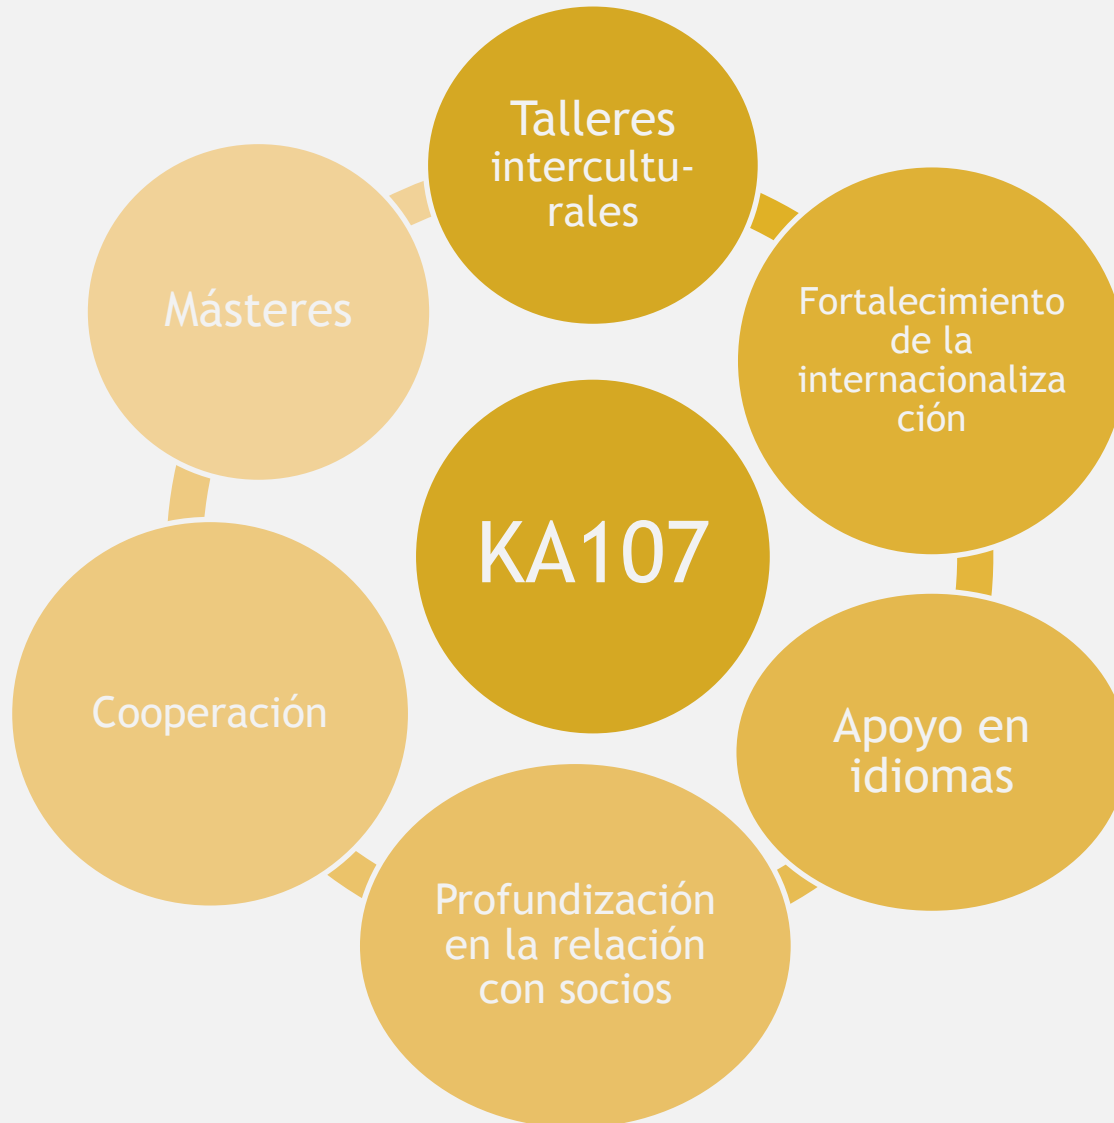 Talleres
intercultu-
rales
Fortalecimiento
de la
internacionaliza
ción
Apoyo en
idiomas
Profundización
en la relación
con socios
Cooperación
Másteres
KA107